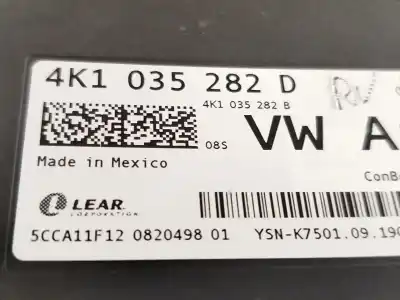 4K1 035 282 D
4K1 035 282 B
08S
VW A
Made in Mexico
ConB
LEAR
CORPORATION
5CCA11F12 0820498 01 YSN-K7501.09.190